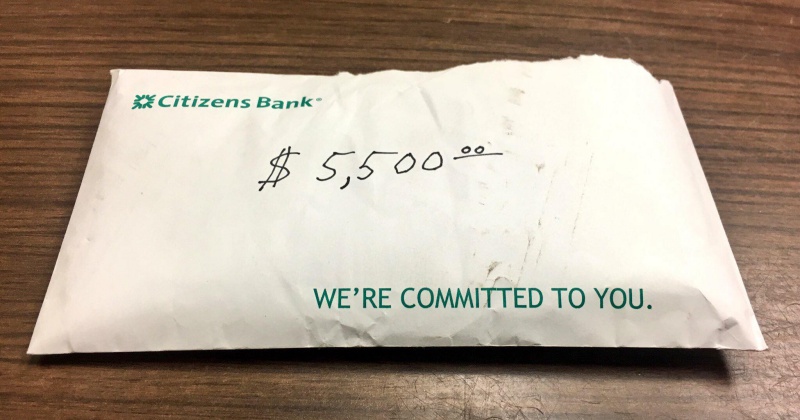 Citizens Bank®
$ 5,500 00
WE'RE COMMITTED TO YOU.